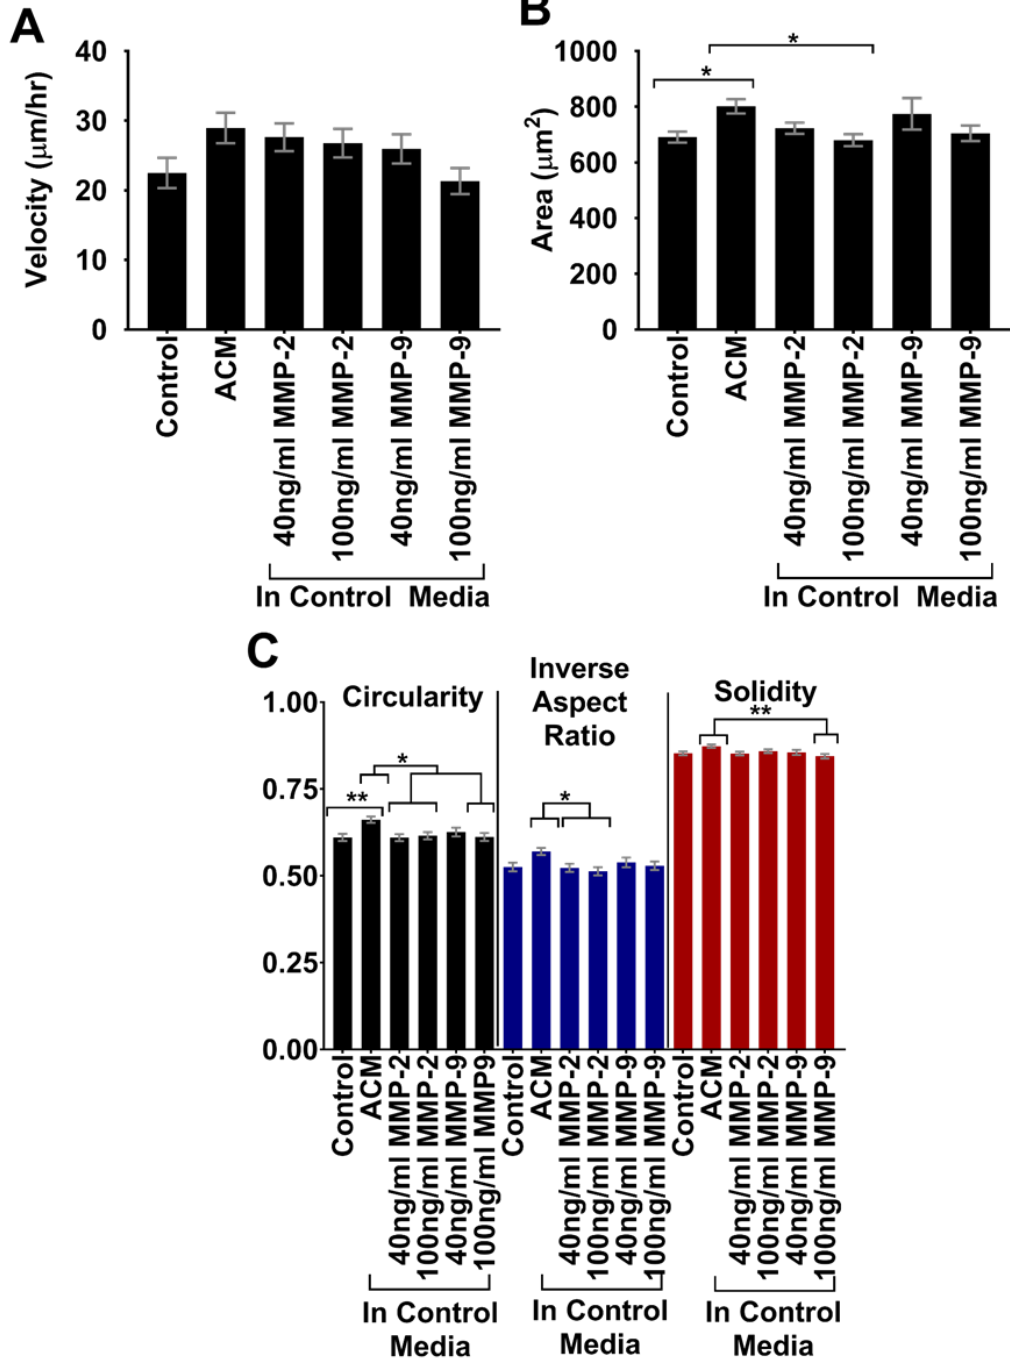 A
Velocity (μm/hr)
40
30
20
10
0
Control
ACM
40ng/ml MMP-2
100ng/ml MMP-2
40ng/ml MMP-9
100ng/ml MMP-9
In Control Media
B
Area (μm²)
1000
800
600
400
200
0
*
*
Control
ACM
40ng/ml MMP-2
100ng/ml MMP-2
40ng/ml MMP-9
100ng/ml MMP-9
In Control Media
C
1.00
0.75
0.50
0.25
0.00
Circularity
*
**
Inverse
Aspect
Ratio
*
Solidity
**
Control
ACM
40ng/ml MMP-2
100ng/ml MMP-2
40ng/ml MMP-9
100ng/ml MMP9
In Control
Media
Control
ACM
40ng/ml MMP-2
100ng/ml MMP-2
40ng/ml MMP-9
100ng/ml MMP-9
In Control
Media
Control
ACM
40ng/ml MMP-2
100ng/ml MMP-2
40ng/ml MMP-9
100ng/ml MMP-9
In Control
Media